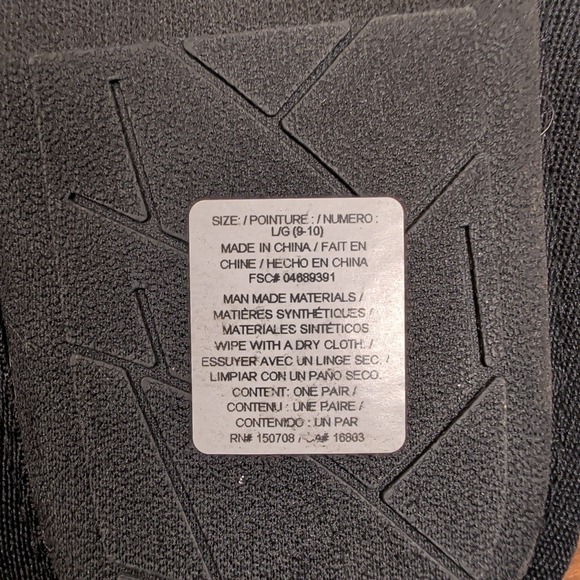 SIZE: / POINTURE : / NUMERO :
L/G (9-10)
MADE IN CHINA / FAIT EN
CHINE / HECHO EN CHINA
FSC# 04689391
MAN MADE MATERIALS /
MATIÈRES SYNTHÉTIQUES /
MATERIALES SINTÉTICOS
WIPE WITH A DRY CLOTH. /
ESSUYER AVEC UN LINGE SEC. /
LIMPIAR CON UN PAÑO SECO.
CONTENT: ONE PAIR /
CONTENU : UNE PAIRE /
CONTENIDO : UN PAR
RN# 150708 / CA# 16803